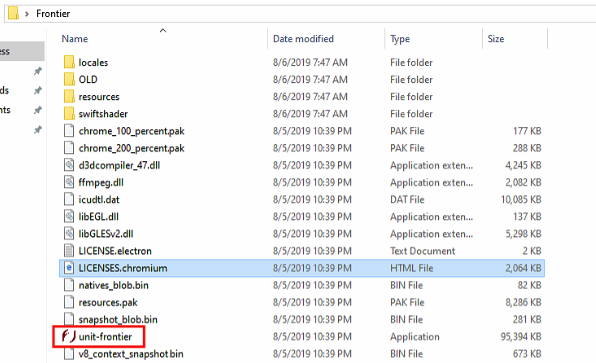 Frontier
Name Date modified Type Size
ess
locales 8/6/2019 7:47 AM File folder
OLD 8/6/2019 7:47 AM File folder
ds
resources 8/6/2019 7:47 AM File folder
nts
swiftshader 8/6/2019 7:47 AM File folder
chrome_100_percent.pak 8/5/2019 10:39 PM PAK File 177 KB
chrome_200_percent.pak 8/5/2019 10:39 PM PAK File 288 KB
d3dcompiler_47.dll 8/5/2019 10:39 PM Application exten... 4,245 KB
ffmpeg.dll 8/5/2019 10:39 PM Application exten... 2,082 KB
icudtl.dat 8/5/2019 10:39 PM DAT File 10,085 KB
libEGL.dll 8/5/2019 10:39 PM Application exten... 137 KB
libGLESv2.dll 8/5/2019 10:39 PM Application exten... 5,298 KB
LICENSE.electron 8/5/2019 10:39 PM Text Document 2 KB
LICENSES.chromium 8/5/2019 10:39 PM HTML File 2,064 KB
natives_blob.bin 8/5/2019 10:39 PM BIN File 82 KB
resources.pak 8/5/2019 10:39 PM PAK File 8,286 KB
snapshot_blob.bin 8/5/2019 10:39 PM BIN File 281 KB
unit-frontier 8/5/2019 10:39 PM Application 95,394 KB
v8_context_snapshot.bin 8/5/2019 10:39 PM BIN File 673 KB